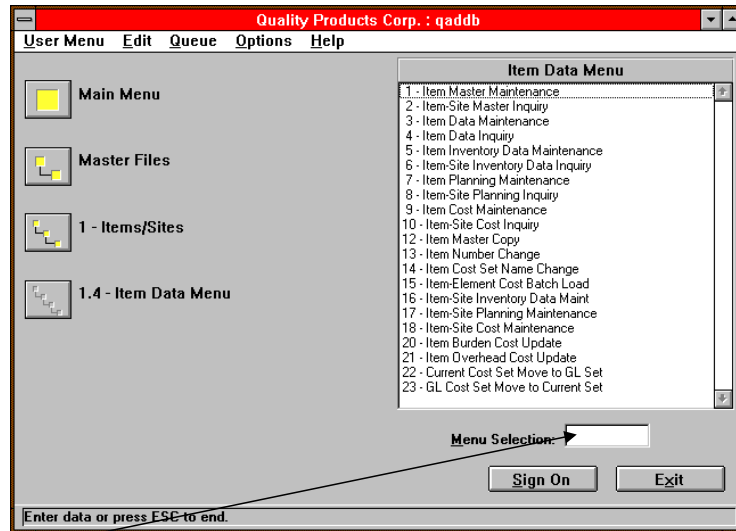 Quality Products Corp. : qaddb
User Menu Edit Queue Options Help
Main Menu
Master Files
1 - Items/Sites
1.4 - Item Data Menu
Item Data Menu
1 - Item Master Maintenance
2 - Item-Site Master Inquiry
3 - Item Data Maintenance
4 - Item Data Inquiry
5 - Item Inventory Data Maintenance
6 - Item-Site Inventory Data Inquiry
7 - Item Planning Maintenance
8 - Item-Site Planning Inquiry
9 - Item Cost Maintenance
10 - Item-Site Cost Inquiry
12 - Item Master Copy
13 - Item Number Change
14 - Item Cost Set Name Change
15 - Item-Element Cost Batch Load
16 - Item-Site Inventory Data Maint
17 - Item-Site Planning Maintenance
18 - Item-Site Cost Maintenance
20 - Item Burden Cost Update
21 - Item Overhead Cost Update
22 - Current Cost Set Move to GL Set
23 - GL Cost Set Move to Current Set
Menu Selection:
Sign On Exit
Enter data or press ESC to end.